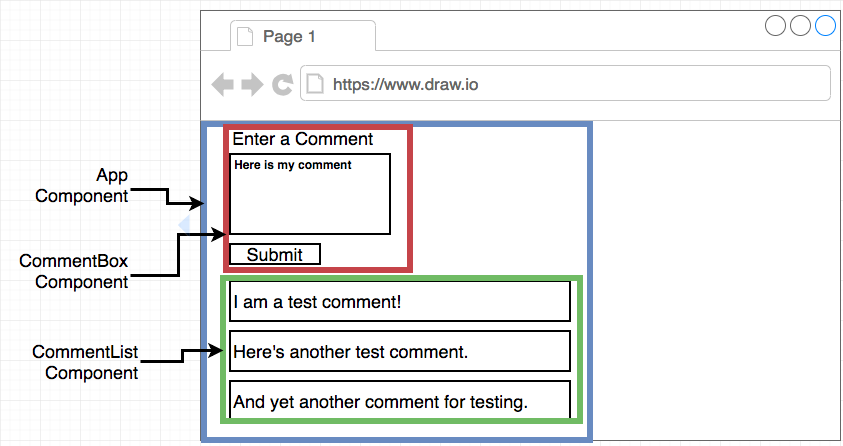 Page 1
https://www.draw.io
Enter a Comment
Here is my comment
Submit
App
Component
CommentBox
Component
CommentList
Component
I am a test comment!
Here's another test comment.
And yet another comment for testing.